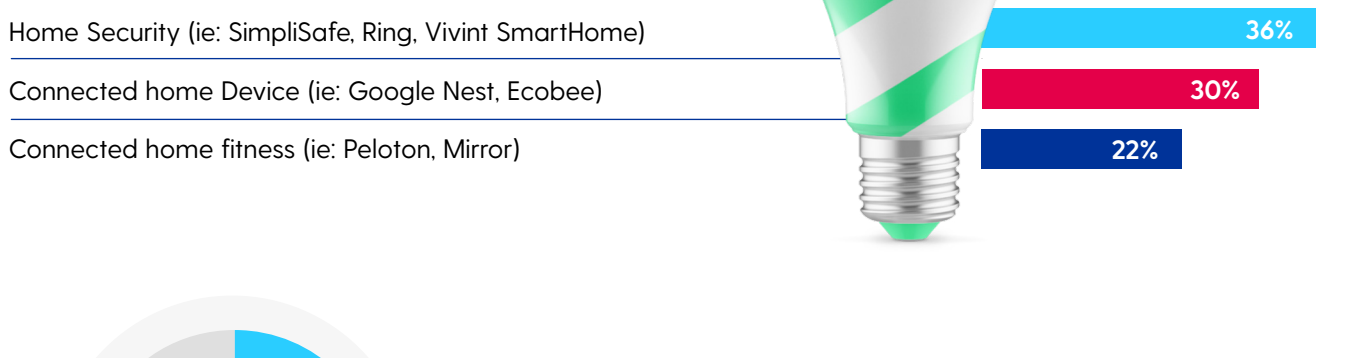 Home Security (ie: SimpliSafe, Ring, Vivint SmartHome) 36%
Connected home Device (ie: Google Nest, Ecobee) 30%
Connected home fitness (ie: Peloton, Mirror) 22%